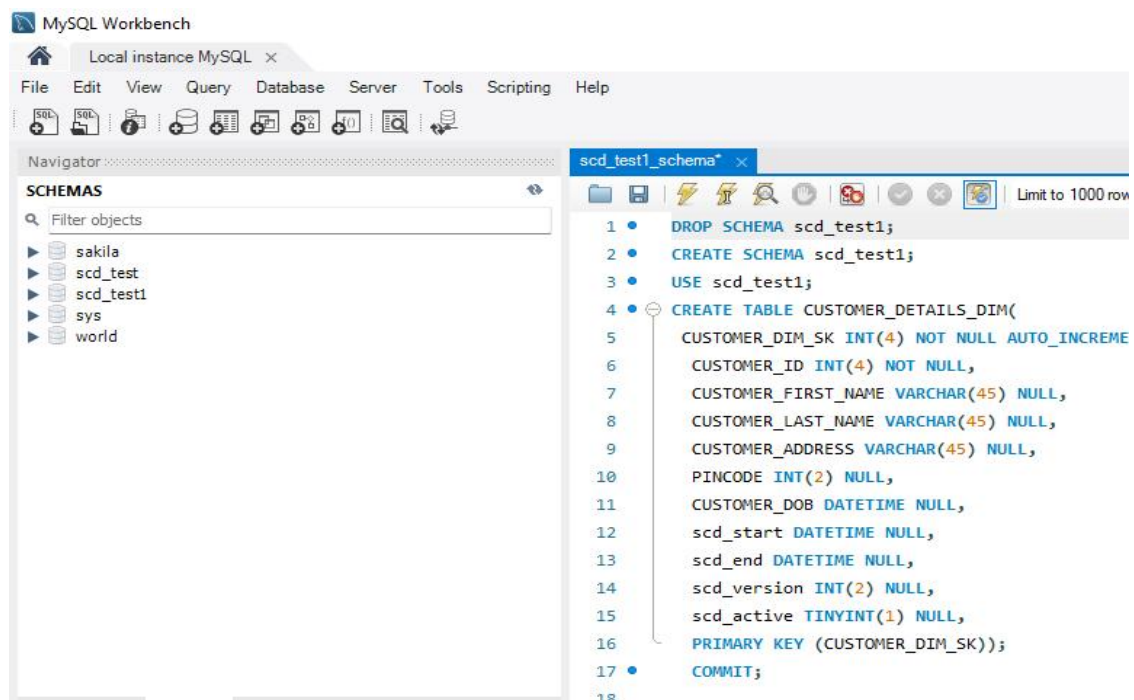 MySQL Workbench
Local instance MySQL
File Edit View Query Database Server Tools Scripting Help
SQL SQL
Navigator
SCHEMAS
Filter objects
sakila
scd_test
scd_test1
sys
world
scd_test1_schema*
Limit to 1000 row
1 DROP SCHEMA scd_test1;
2 CREATE SCHEMA scd_test1;
3 USE scd_test1;
4 CREATE TABLE CUSTOMER_DETAILS_DIM(
5 CUSTOMER_DIM_SK INT(4) NOT NULL AUTO_INCREME
6 CUSTOMER_ID INT(4) NOT NULL,
7 CUSTOMER_FIRST_NAME VARCHAR(45) NULL,
8 CUSTOMER_LAST_NAME VARCHAR(45) NULL,
9 CUSTOMER_ADDRESS VARCHAR(45) NULL,
10 PINCODE INT(2) NULL,
11 CUSTOMER_DOB DATETIME NULL,
12 scd_start DATETIME NULL,
13 scd_end DATETIME NULL,
14 scd_version INT(2) NULL,
15 scd_active TINYINT(1) NULL,
16 PRIMARY KEY (CUSTOMER_DIM_SK));
17 COMMIT;
18